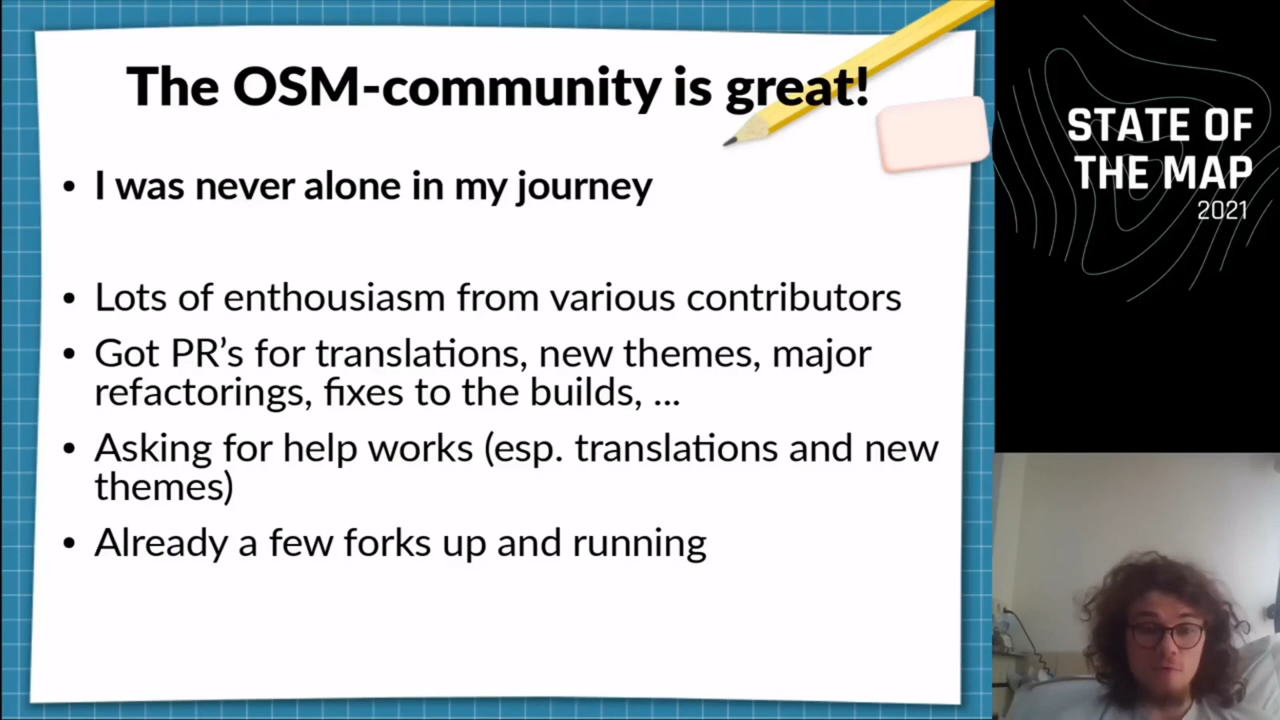 The OSM-community is great!
• I was never alone in my journey
• Lots of enthousiasm from various contributors
• Got PR’s for translations, new themes, major
refactorings, fixes to the builds, ...
• Asking for help works (esp. translations and new
themes)
• Already a few forks up and running
STATE OF
THE MAP
2021